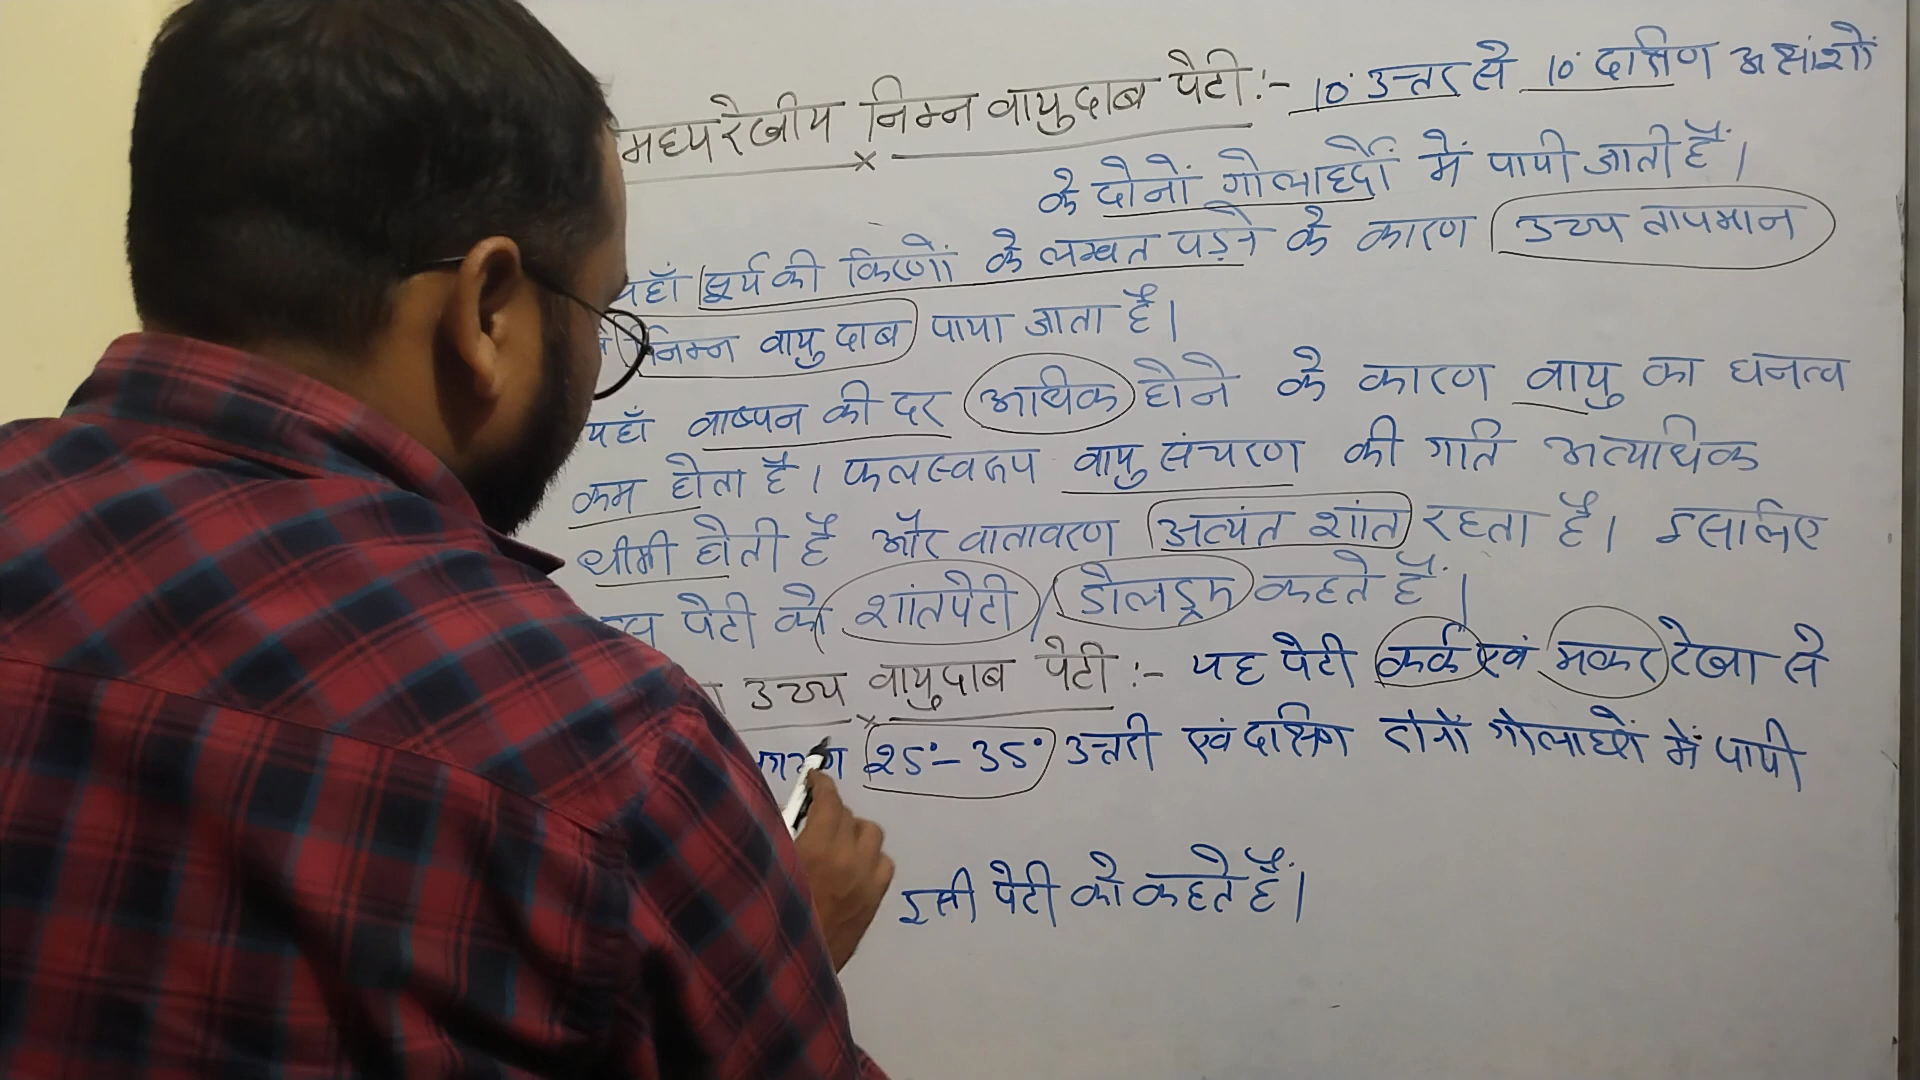 मध्यरेखीय निम्न वायुदाब पेटी :- 10° उत्तर से 10° दक्षिण अक्षांशों
के दोनों गोलार्द्धों में पायी जाती हैं।
यहाँ सूर्य की किरणों के लम्बवत पड़ने के कारण उच्च तापमान
निम्न वायु दाब पाया जाता है।
यहाँ वाष्पन की दर अधिक होने के कारण वायु का घनत्व
कम होता है। फलस्वरूप वायु संचरण की गति अत्यधिक
धीमी होती है और वातावरण अत्यंत शांत रहता है। इसलिए
पेटी को शांतपेटी / डोलड्रम कहते हैं।
उच्च वायुदाब पेटी :- यह पेटी कर्क एवं मकर रेखा से
25° - 35° उत्तरी एवं दक्षिण दोनों गोलार्धों में पायी
इसी पेटी को कहते हैं।